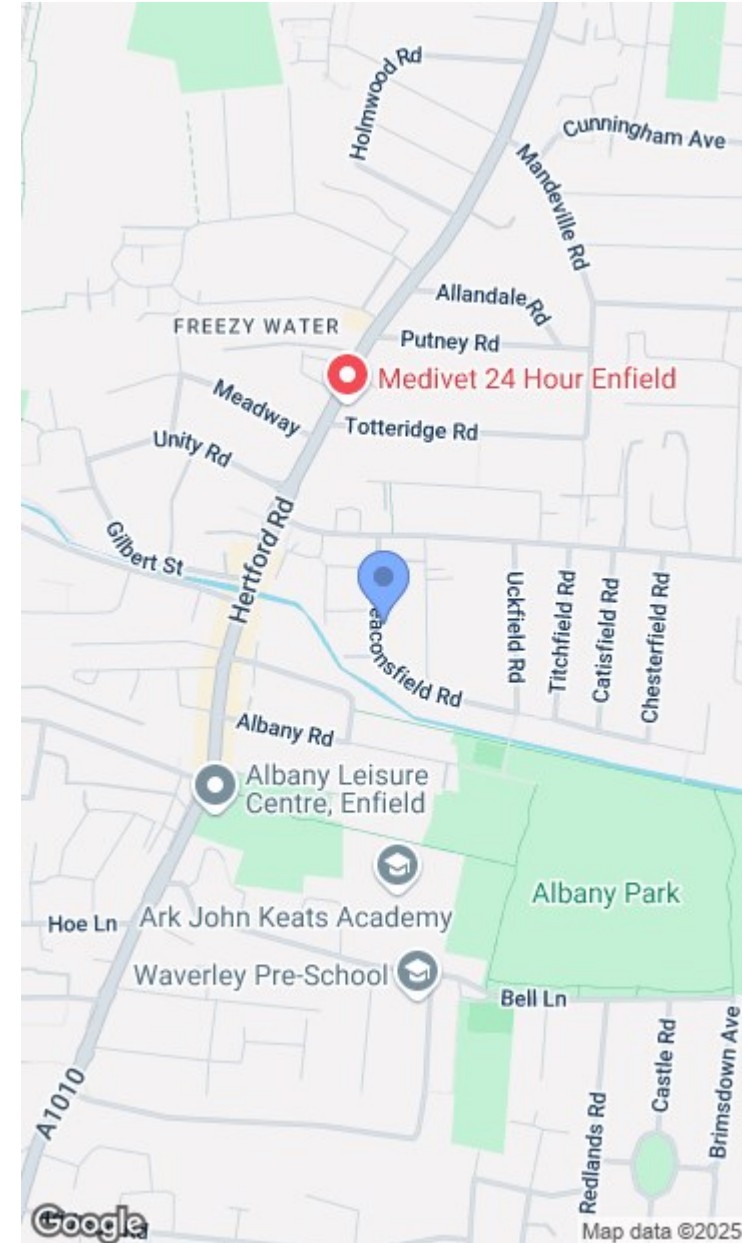 Holmwood Rd
Cunningham Ave
Mandeville Rd
Allandale Rd
FREEZY WATER
Putney Rd
Medivet 24 Hour Enfield
Meadway
Totteridge Rd
Unity Rd
Hertford Rd
Gilbert St
eaconsfield Rd
Uckfield Rd
Titchfield Rd
Catisfield Rd
Chesterfield Rd
Albany Rd
Albany Leisure
Centre, Enfield
Albany Park
Ark John Keats Academy
Hoe Ln
Waverley Pre-School
Bell Ln
A1010
Redlands Rd
Castle Rd
Brimsdown Ave
Google
Rd
Map data ©2025